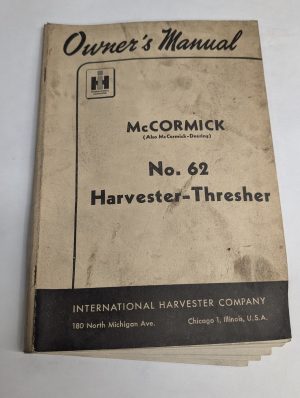 Owner's Manual
IH
McCORMICK
(Also McCormick-Deering)
No. 62
Harvester-Thresher
INTERNATIONAL HARVESTER COMPANY
180 North Michigan Ave. Chicago 1, Illinois, U.S.A.